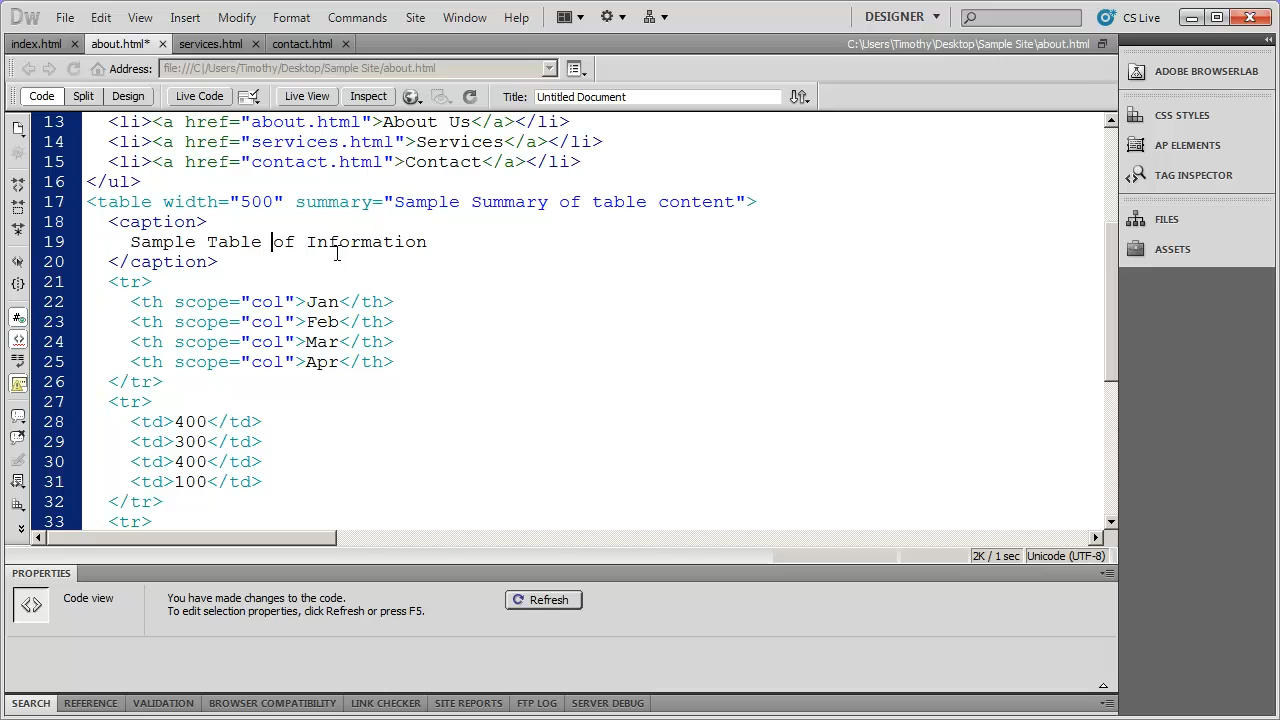 Dw File Edit View Insert Modify Format Commands Site Window Help DESIGNER CS Live
index.html about.html* services.html contact.html C:\Users\Timothy\Desktop\Sample Site\about.html
Address: file:///C|/Users/Timothy/Desktop/Sample Site/about.html
Code Split Design Live Code Live View Inspect Title: Untitled Document
13 <li><a href="about.html">About Us</a></li>
14 <li><a href="services.html">Services</a></li>
15 <li><a href="contact.html">Contact</a></li>
16 </ul>
17 <table width="500" summary="Sample Summary of table content">
18 <caption>
19 Sample Table of Information
20 </caption>
21 <tr>
22 <th scope="col">Jan</th>
23 <th scope="col">Feb</th>
24 <th scope="col">Mar</th>
25 <th scope="col">Apr</th>
26 </tr>
27 <tr>
28 <td>400</td>
29 <td>300</td>
30 <td>400</td>
31 <td>100</td>
32 </tr>
33 <tr>
2K / 1 sec Unicode (UTF-8)
ADOBE BROWSERLAB
CSS STYLES
AP ELEMENTS
TAG INSPECTOR
FILES
ASSETS
PROPERTIES
Code view
You have made changes to the code.
To edit selection properties, click Refresh or press F5.
Refresh
SEARCH REFERENCE VALIDATION BROWSER COMPATIBILITY LINK CHECKER SITE REPORTS FTP LOG SERVER DEBUG